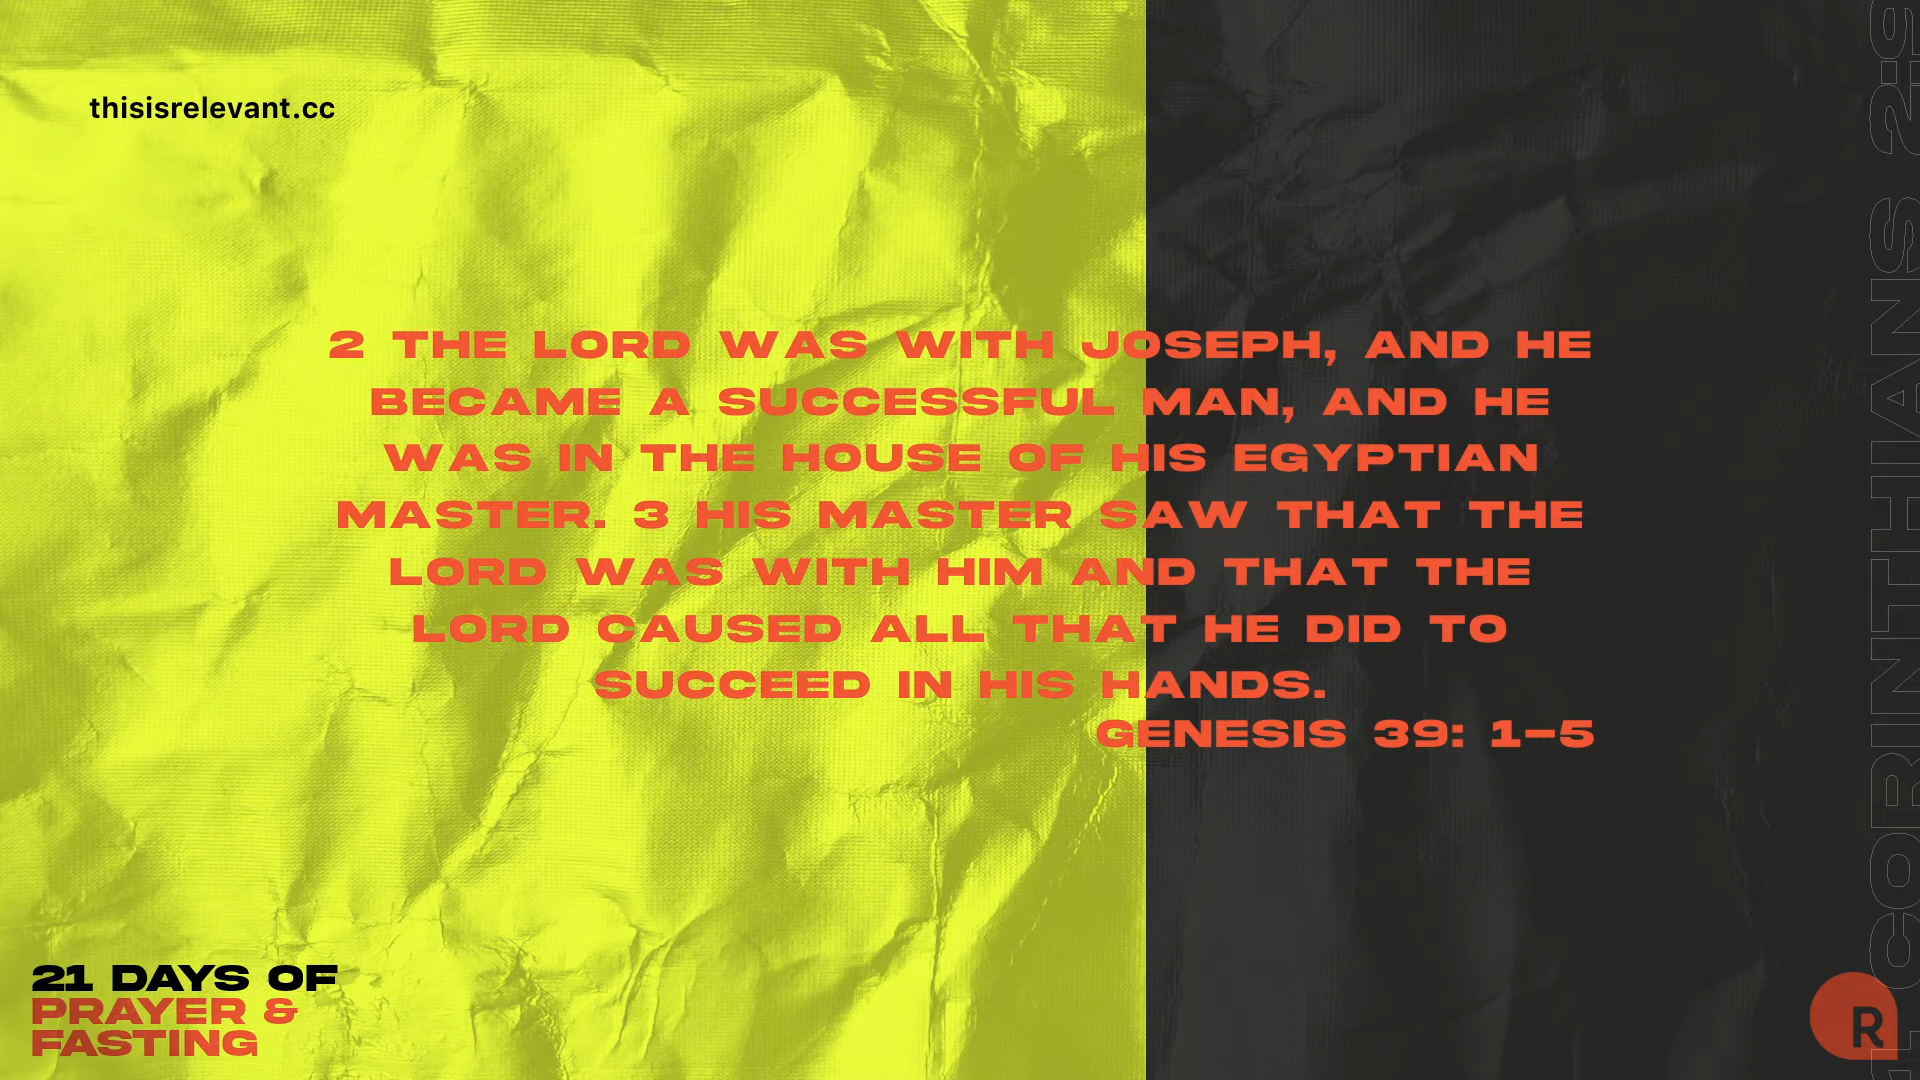 thisisrelevant.cc
2 THE LORD WAS WITH JOSEPH, AND HE
BECAME A SUCCESSFUL MAN, AND HE
WAS IN THE HOUSE OF HIS EGYPTIAN
MASTER. 3 HIS MASTER SAW THAT THE
LORD WAS WITH HIM AND THAT THE
LORD CAUSED ALL THAT HE DID TO
SUCCEED IN HIS HANDS.
GENESIS 39: 1–5
21 DAYS OF
PRAYER &
FASTING
R
1 CORINTHIANS 2:9